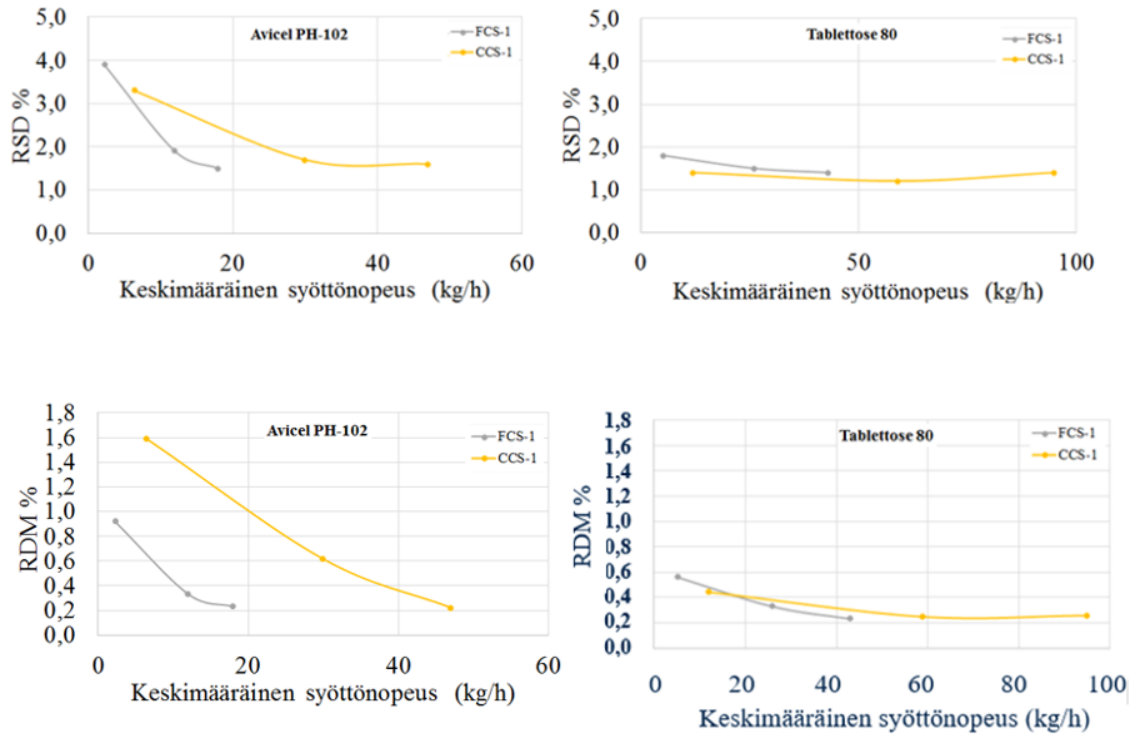 Avicel PH-102
FCS-1
CCS-1
RSD %
5,0
4,0
3,0
2,0
1,0
0,0
0 20 40 60
Keskimääräinen syöttönopeus (kg/h)
Tablettose 80
FCS-1
CCS-1
RSD %
5,0
4,0
3,0
2,0
1,0
0,0
0 50 100
Keskimääräinen syöttönopeus (kg/h)
Avicel PH-102
FCS-1
CCS-1
RDM %
1,8
1,6
1,4
1,2
1,0
0,8
0,6
0,4
0,2
0,0
0 20 40 60
Keskimääräinen syöttönopeus (kg/h)
Tablettose 80
FCS-1
CCS-1
RDM %
1,8
1,6
1,4
1,2
1,0
0,8
0,6
0,4
0,2
0,0
0 20 40 60 80 100
Keskimääräinen syöttönopeus (kg/h)